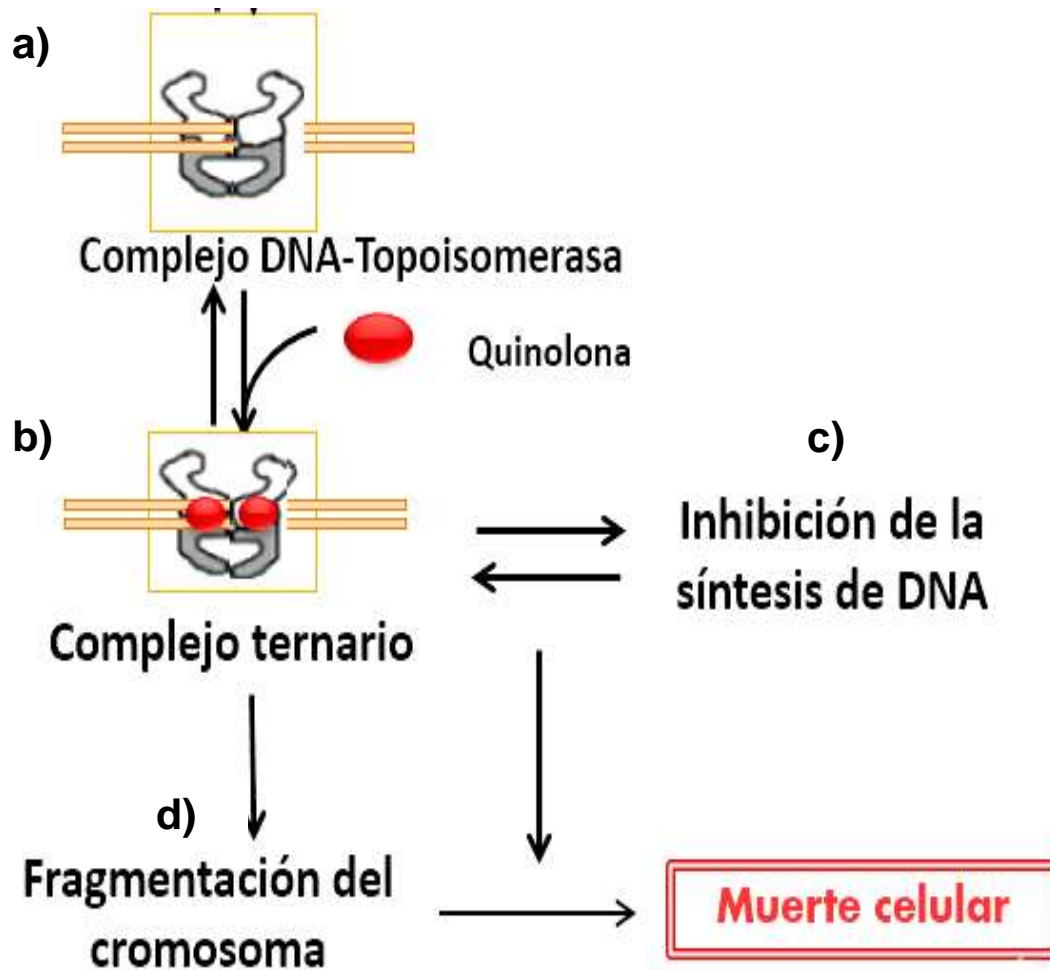 a)
Complejo DNA-Topoisomerasa
Quinolona
b)
c)
Inhibición de la
síntesis de DNA
Complejo ternario
d)
Fragmentación del
cromosoma
Muerte celular